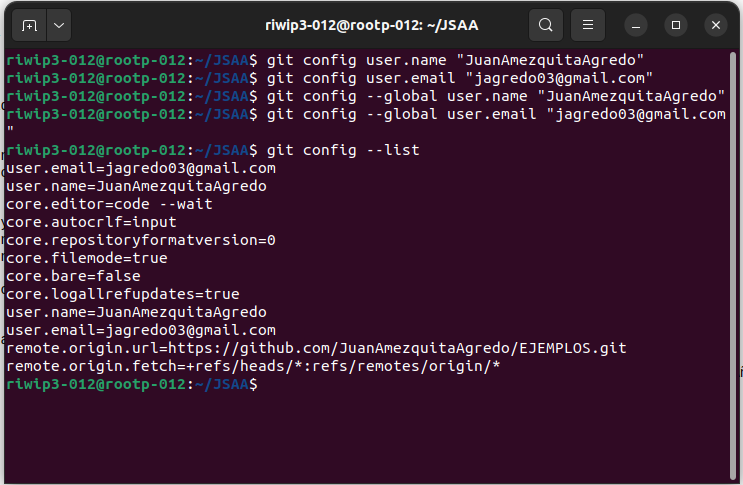 riwip3-012@rootp-012: ~/JSAA
riwip3-012@rootp-012:~/JSAA$ git config user.name "JuanAmezquitaAgredo"
riwip3-012@rootp-012:~/JSAA$ git config user.email "jagredo03@gmail.com"
riwip3-012@rootp-012:~/JSAA$ git config --global user.name "JuanAmezquitaAgredo"
riwip3-012@rootp-012:~/JSAA$ git config --global user.email "jagredo03@gmail.com
"
riwip3-012@rootp-012:~/JSAA$ git config --list
user.email=jagredo03@gmail.com
user.name=JuanAmezquitaAgredo
core.editor=code --wait
core.autocrlf=input
core.repositoryformatversion=0
core.filemode=true
core.bare=false
core.logallrefupdates=true
user.name=JuanAmezquitaAgredo
user.email=jagredo03@gmail.com
remote.origin.url=https://github.com/JuanAmezquitaAgredo/EJEMPLOS.git
remote.origin.fetch=+refs/heads/*:refs/remotes/origin/*
riwip3-012@rootp-012:~/JSAA$